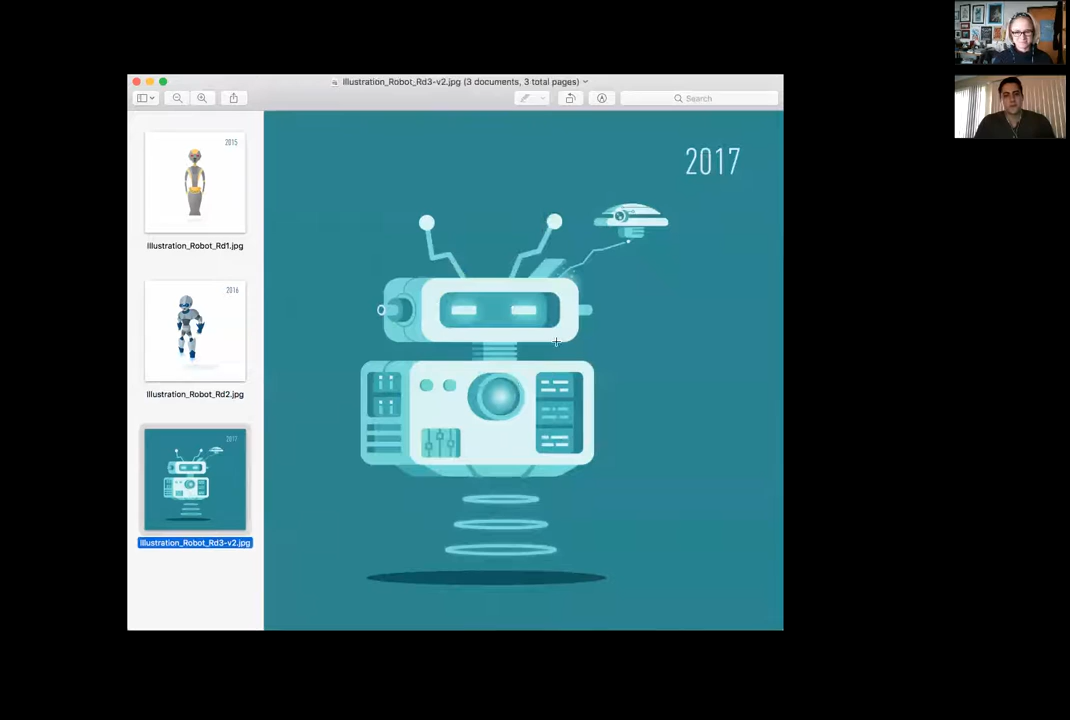 Illustration_Robot_Rd3-v2.jpg (3 documents, 3 total pages)
Search
2015
Illustration_Robot_Rd1.jpg
2016
Illustration_Robot_Rd2.jpg
2017
Illustration_Robot_Rd3-v2.jpg
2017